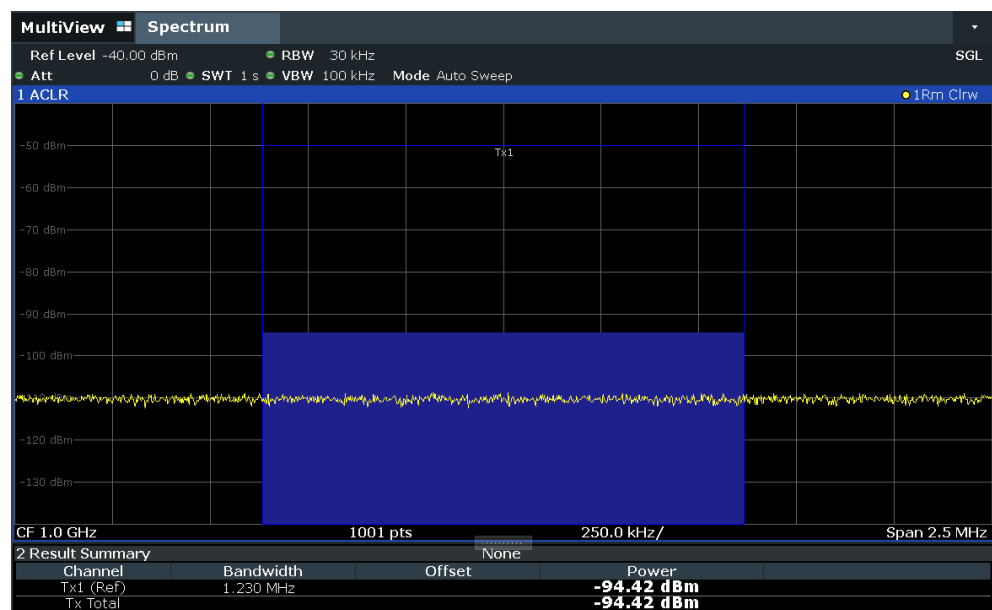 MultiView Spectrum
Ref Level -40.00 dBm RBW 30 kHz SGL
Att 0 dB SWT 1 s VBW 100 kHz Mode Auto Sweep
1 ACLR 1Rm Clrw
-50 dBm
Tx1
-60 dBm
-70 dBm
-80 dBm
-90 dBm
-100 dBm
-120 dBm
-130 dBm
CF 1.0 GHz 1001 pts 250.0 kHz/ Span 2.5 MHz
2 Result Summary None
Channel Bandwidth Offset Power
Tx1 (Ref) 1.230 MHz -94.42 dBm
Tx Total -94.42 dBm